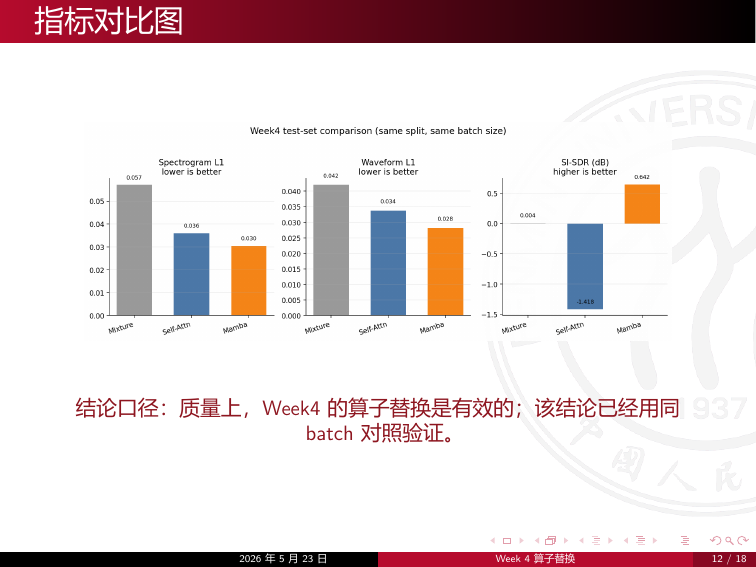 指标对比图
Week4 test-set comparison (same split, same batch size)
Spectrogram L1
lower is better
0.057
0.036
0.030
0.05
0.04
0.03
0.02
0.01
0.00
Mixture
Self-Attn
Mamba
Waveform L1
lower is better
0.042
0.034
0.028
0.040
0.035
0.030
0.025
0.020
0.015
0.010
0.005
0.000
Mixture
Self-Attn
Mamba
SI-SDR (dB)
higher is better
0.642
0.004
-1.418
0.5
0.0
−0.5
−1.0
−1.5
Mixture
Self-Attn
Mamba
结论口径：质量上，Week4 的算子替换是有效的；该结论已经用同
batch 对照验证。
1937
中国人民
2026 年 5 月 23 日
Week 4 算子替换
12 / 18